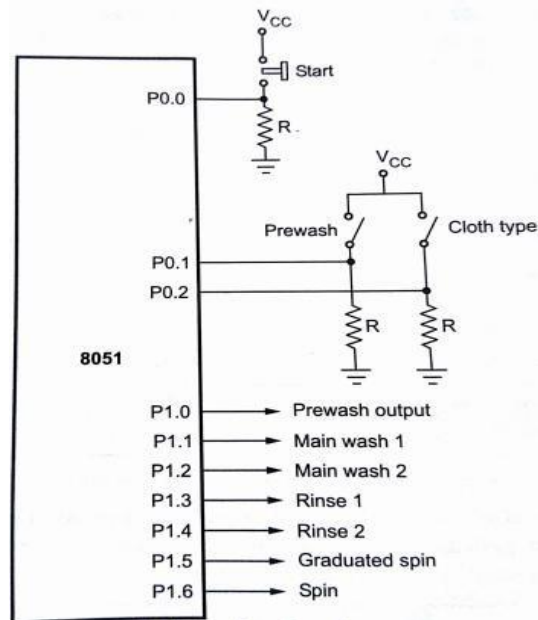 VCC
Start
P0.0
R
VCC
Prewash
Cloth type
P0.1
P0.2
R
R
8051
P1.0 Prewash output
P1.1 Main wash 1
P1.2 Main wash 2
P1.3 Rinse 1
P1.4 Rinse 2
P1.5 Graduated spin
P1.6 Spin